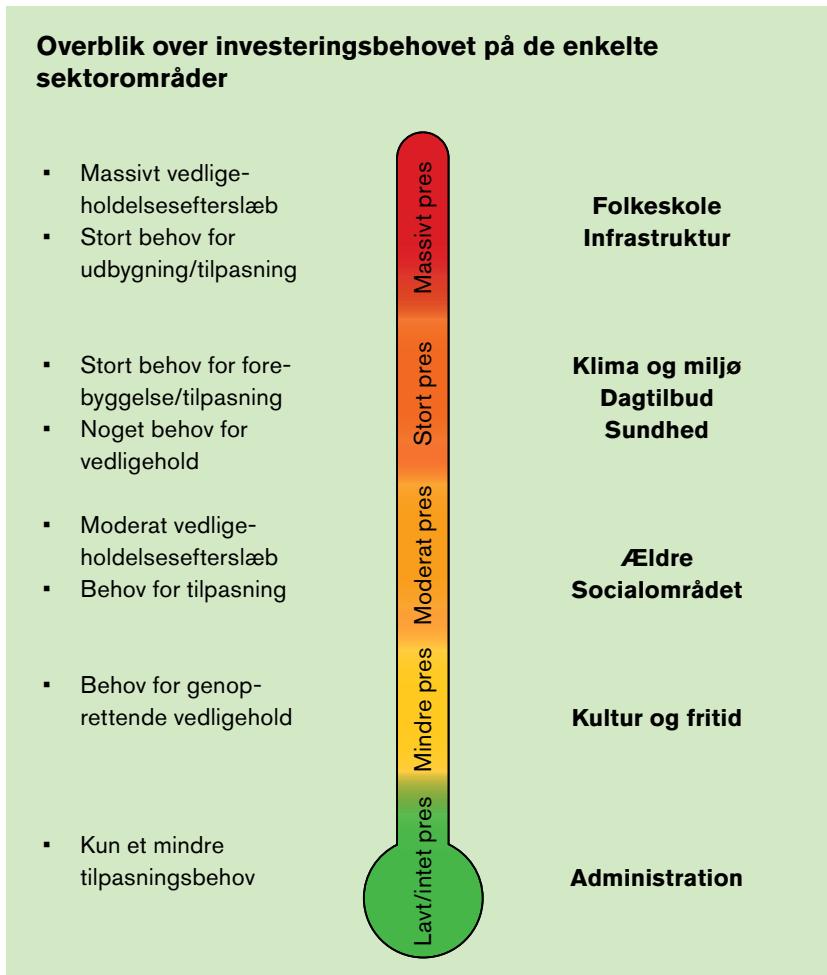 Overblik over investeringsbehovet på de enkelte
sektorområder
▪ Massivt vedlige-
holdelsesefterslæb
▪ Stort behov for
udbygning/tilpasning
Massivt pres
Folkeskole
Infrastruktur
▪ Stort behov for fore-
byggelse/tilpasning
▪ Noget behov for
vedligehold
Stort pres
Klima og miljø
Dagtilbud
Sundhed
▪ Moderat vedlige-
holdelsesefterslæb
▪ Behov for tilpasning
Moderat pres
Ældre
Socialområdet
▪ Behov for genop-
rettende vedligehold
Mindre pres
Kultur og fritid
▪ Kun et mindre
tilpasningsbehov
Lavt/intet pres
Administration